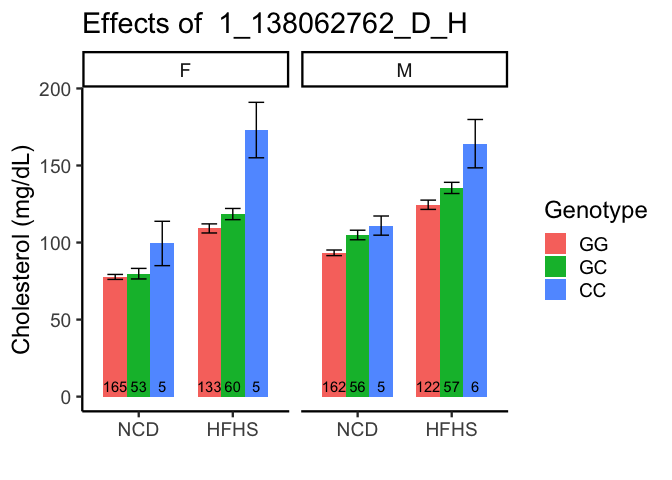 Effects of  1_138062762_D_H
F
M
200
150
100
50
0
Cholesterol (mg/dL)
165 53 5 133 60 5
162 56 5 122 57 6
NCD HFHS
NCD HFHS
Genotype
GG
GC
CC